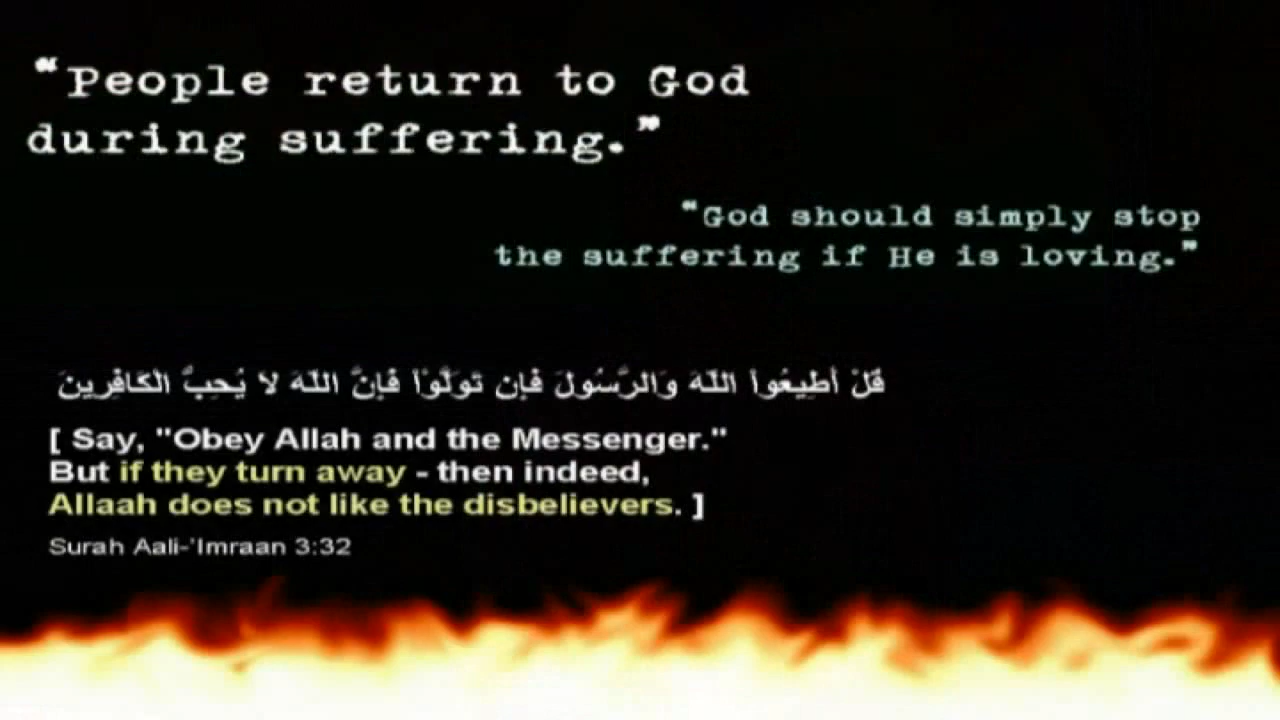 “People return to God
during suffering.”
“God should simply stop
the suffering if He is loving.”
قُلْ أَطِيعُواْ اللّهَ وَالرَّسُولَ فَإِن تَوَلَّوْاْ فَإِنَّ اللّهَ لاَ يُحِبُّ الْكَافِرِينَ
[ Say, "Obey Allah and the Messenger."
But if they turn away - then indeed,
Allaah does not like the disbelievers. ]
Surah Aali-'Imraan 3:32